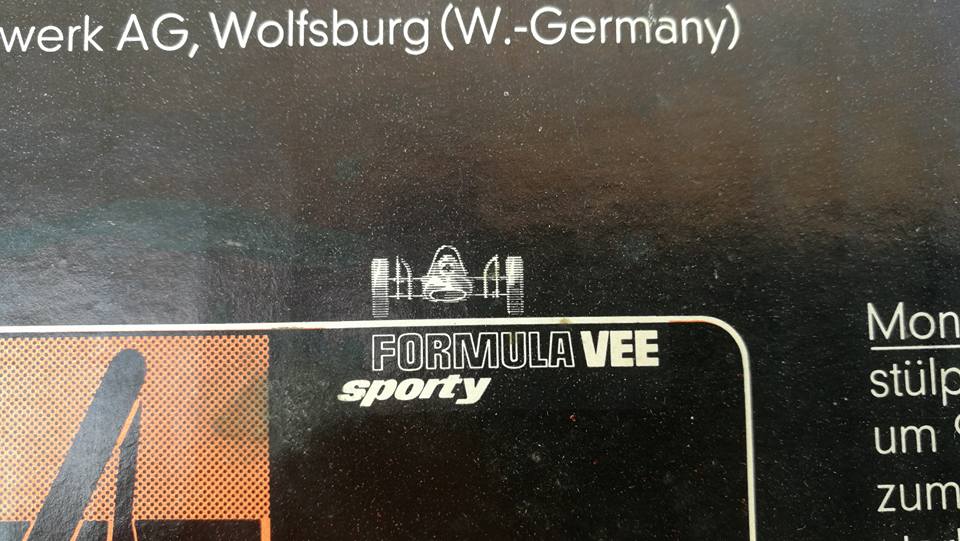 werk AG, Wolfsburg (W.-Germany)
FORMULA VEE
sporty
Mon
stülp
um
zum